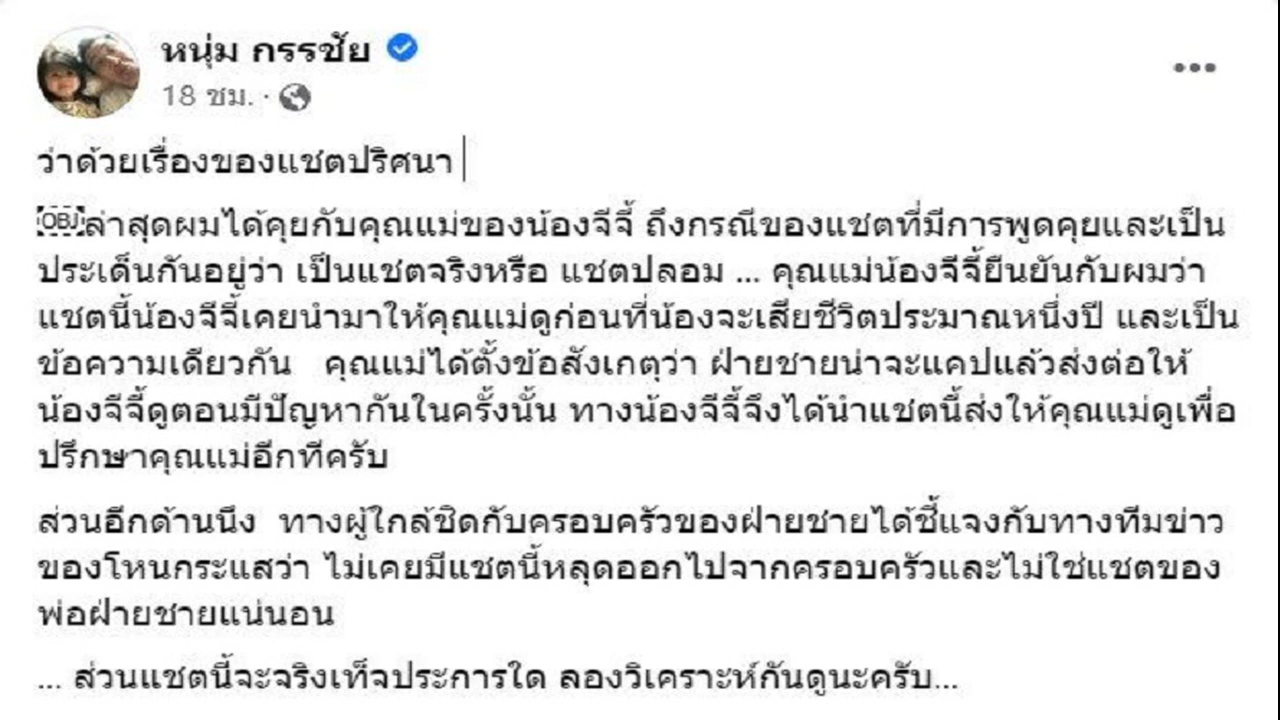 หนุ่ม กรรชัย
18 ชม. ·
ว่าด้วยเรื่องของแชตปริศนา
OBJล่าสุดผมได้คุยกับคุณแม่ของน้องจีจี้ ถึงกรณีของแชตที่มีการพูดคุยและเป็น
ประเด็นกันอยู่ว่า เป็นแชตจริงหรือ แชตปลอม ... คุณแม่น้องจีจี้ยืนยันกับผมว่า
แชตนี้น้องจีจี้เคยนำมาให้คุณแม่ดูก่อนที่น้องจะเสียชีวิตประมาณหนึ่งปี และเป็น
ข้อความเดียวกัน คุณแม่ได้ตั้งข้อสังเกตุว่า ฝ่ายชายน่าจะแคปแล้วส่งต่อให้
น้องจีจี้ดูตอนมีปัญหากันในครั้งนั้น ทางน้องจีจี้จึงได้นำแชตนี้ส่งให้คุณแม่ดูเพื่อ
ปรึกษาคุณแม่อีกทีครับ
ส่วนอีกด้านนึง ทางผู้ใกล้ชิดกับครอบครัวของฝ่ายชายได้ชี้แจงกับทางทีมข่าว
ของโหนกระแสว่า ไม่เคยมีแชตนี้หลุดออกไปจากครอบครัวและไม่ใช่แชตของ
พ่อฝ่ายชายแน่นอน
... ส่วนแชตนี้จะจริงเท็จประการใด ลองวิเคราะห์กันดูนะครับ...